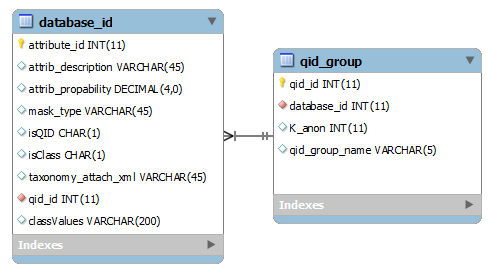 database_id
attribute_id INT(11)
attrib_description VARCHAR(45)
attrib_propability DECIMAL(4,0)
mask_type VARCHAR(45)
isQID CHAR(1)
isClass CHAR(1)
taxonomy_attach_xml VARCHAR(45)
qid_id INT(11)
classValues VARCHAR(200)
Indexes
qid_group
qid_id INT(11)
database_id INT(11)
K_anon INT(11)
qid_group_name VARCHAR(5)
Indexes